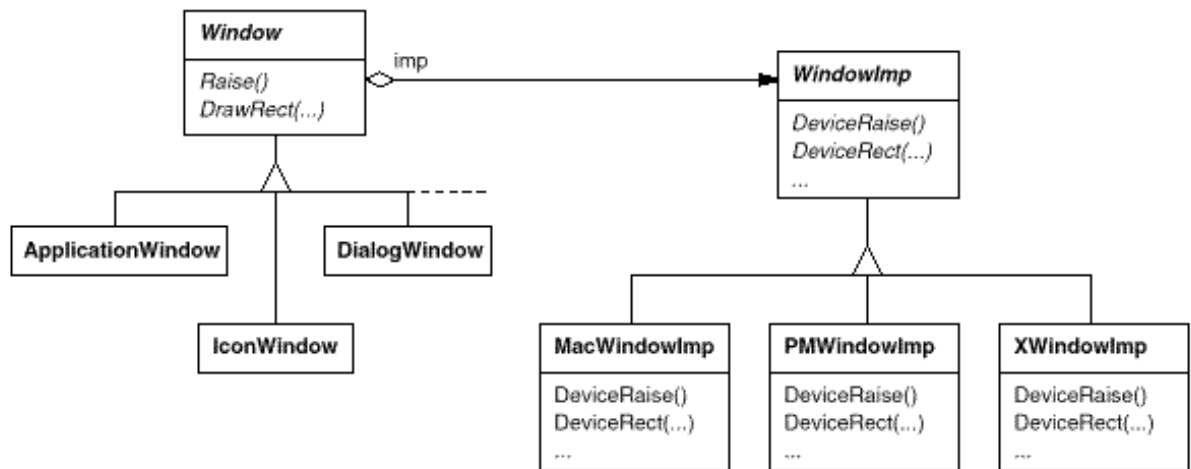 Window
Raise()
DrawRect(...)
imp
WindowImp
DeviceRaise()
DeviceRect(...)
...
ApplicationWindow
DialogWindow
IconWindow
MacWindowImp
DeviceRaise()
DeviceRect(...)
...
PMWindowImp
DeviceRaise()
DeviceRect(...)
...
XWindowImp
DeviceRaise()
DeviceRect(...)
...